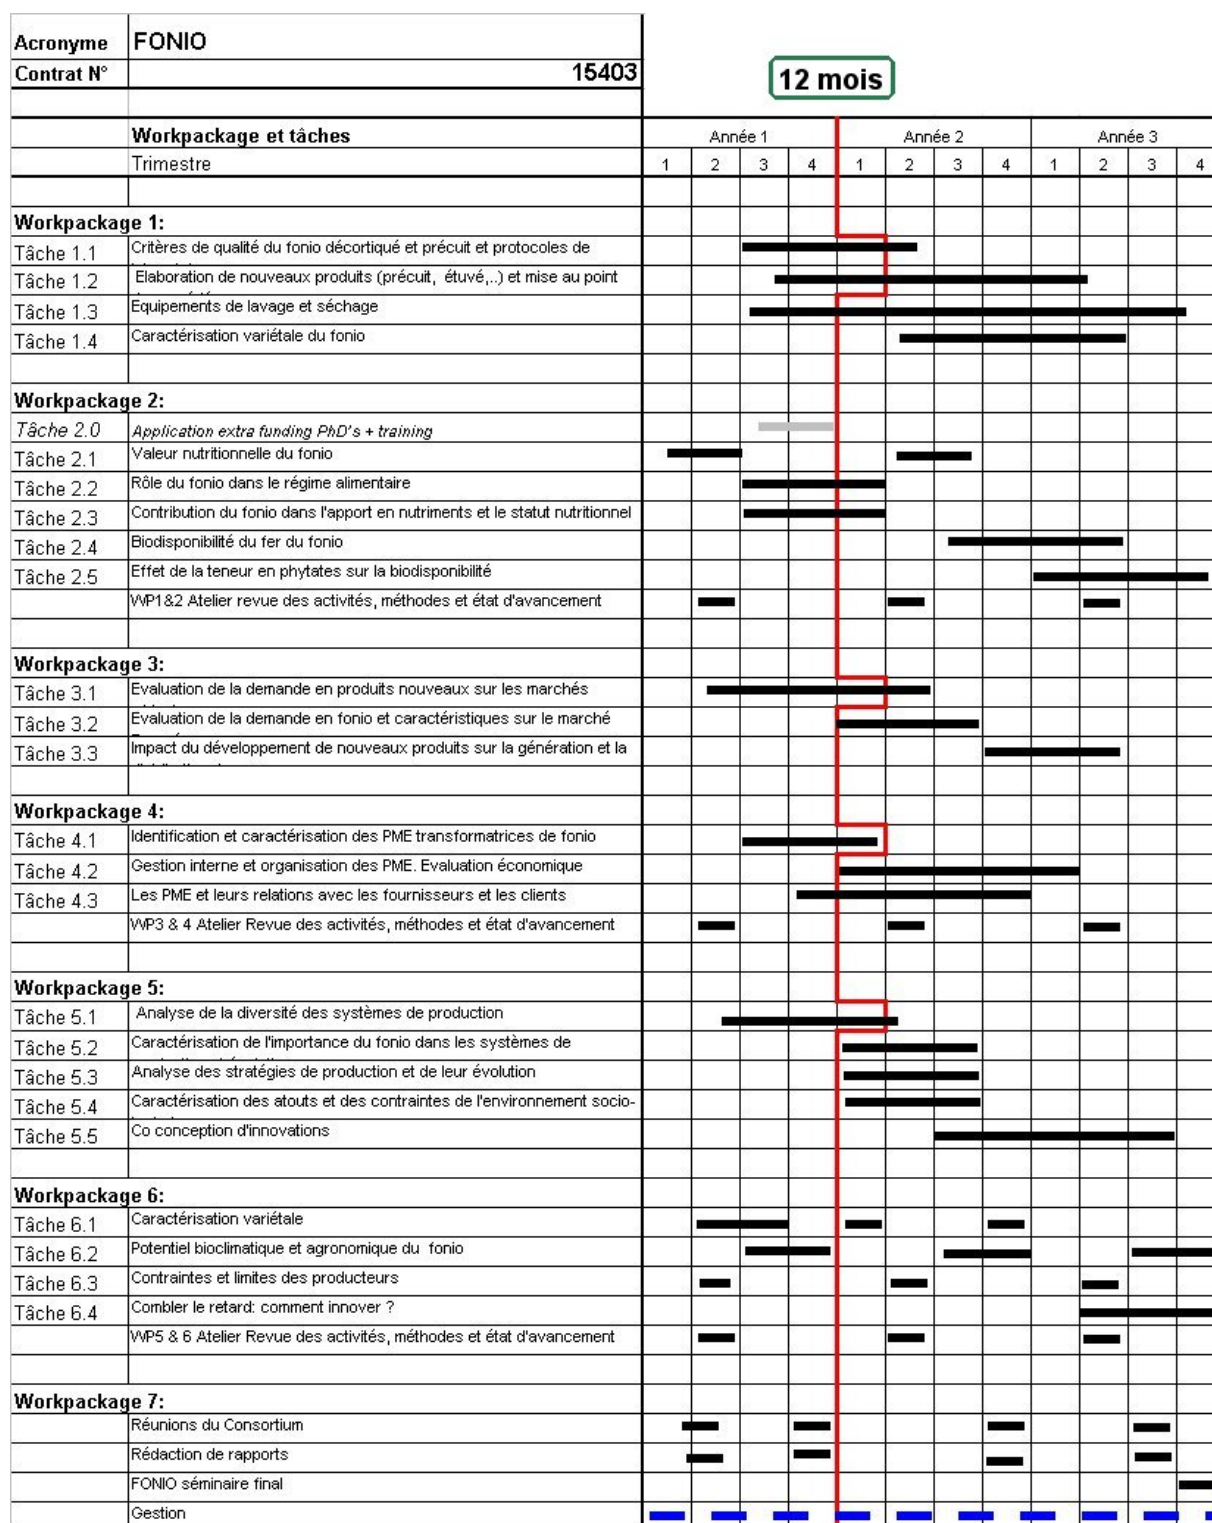 Acronyme FONIO
Contrat N° 15403
12 mois
Workpackage et tâches Année 1 Année 2 Année 3
Trimestre 1 2 3 4 1 2 3 4 1 2 3 4
Workpackage 1:
Tâche 1.1 Critères de qualité du fonio décortiqué et précuit et protocoles de
Tâche 1.2 Elaboration de nouveaux produits (précuit, étuvé,..) et mise au point
Tâche 1.3 Equipements de lavage et séchage
Tâche 1.4 Caractérisation variétale du fonio
Workpackage 2:
Tâche 2.0 Application extra funding PhD's + training
Tâche 2.1 Valeur nutritionnelle du fonio
Tâche 2.2 Rôle du fonio dans le régime alimentaire
Tâche 2.3 Contribution du fonio dans l'apport en nutriments et le statut nutritionnel
Tâche 2.4 Biodisponibilité du fer du fonio
Tâche 2.5 Effet de la teneur en phytates sur la biodisponibilité
WP1&2 Atelier revue des activités, méthodes et état d'avancement
Workpackage 3:
Tâche 3.1 Evaluation de la demande en produits nouveaux sur les marchés
Tâche 3.2 Evaluation de la demande en fonio et caractéristiques sur le marché
Tâche 3.3 Impact du développement de nouveaux produits sur la génération et la
Workpackage 4:
Tâche 4.1 Identification et caractérisation des PME transformatrices de fonio
Tâche 4.2 Gestion interne et organisation des PME. Evaluation économique
Tâche 4.3 Les PME et leurs relations avec les fournisseurs et les clients
WP3 & 4 Atelier Revue des activités, méthodes et état d'avancement
Workpackage 5:
Tâche 5.1 Analyse de la diversité des systèmes de production
Tâche 5.2 Caractérisation de l'importance du fonio dans les systèmes de
Tâche 5.3 Analyse des stratégies de production et de leur évolution
Tâche 5.4 Caractérisation des atouts et des contraintes de l'environnement socio-
Tâche 5.5 Co conception d'innovations
Workpackage 6:
Tâche 6.1 Caractérisation variétale
Tâche 6.2 Potentiel bioclimatique et agronomique du fonio
Tâche 6.3 Contraintes et limites des producteurs
Tâche 6.4 Combler le retard: comment innover ?
WP5 & 6 Atelier Revue des activités, méthodes et état d'avancement
Workpackage 7:
Réunions du Consortium
Rédaction de rapports
FONIO séminaire final
Gestion